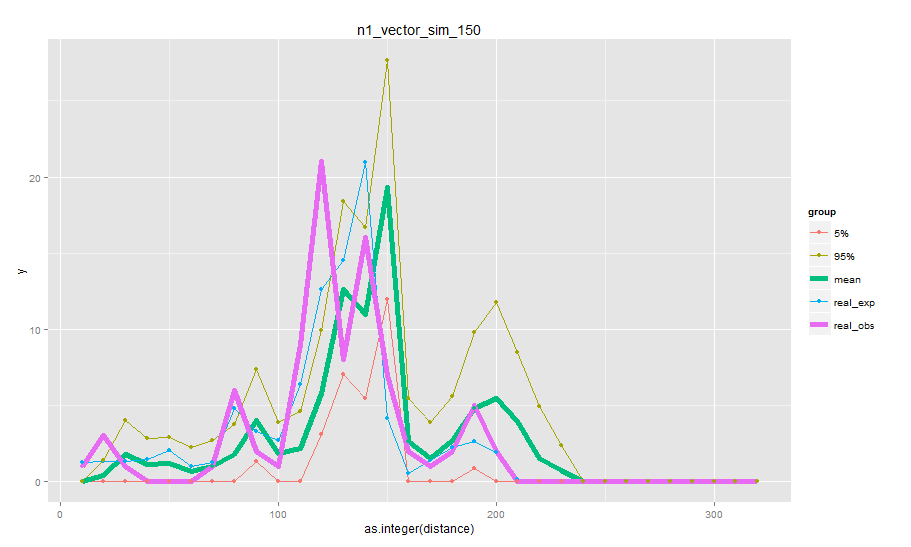 n1_vector_sim_150
y
20
10
0
0
100
200
300
as.integer(distance)
group
5%
95%
mean
real_exp
real_obs